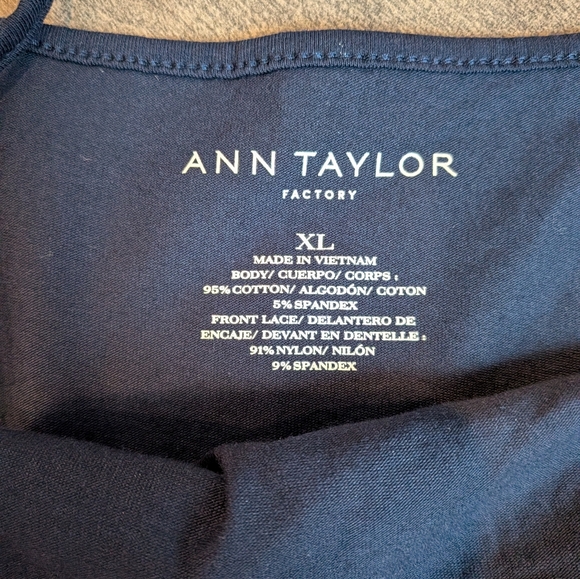 ANN TAYLOR
FACTORY
XL
MADE IN VIETNAM
BODY/ CUERPO/ CORPS :
95% COTTON/ ALGODÓN/ COTON
5% SPANDEX
FRONT LACE/ DELANTERO DE
ENCAJE/ DEVANT EN DENTELLE :
91% NYLON/ NILÓN
9% SPANDEX